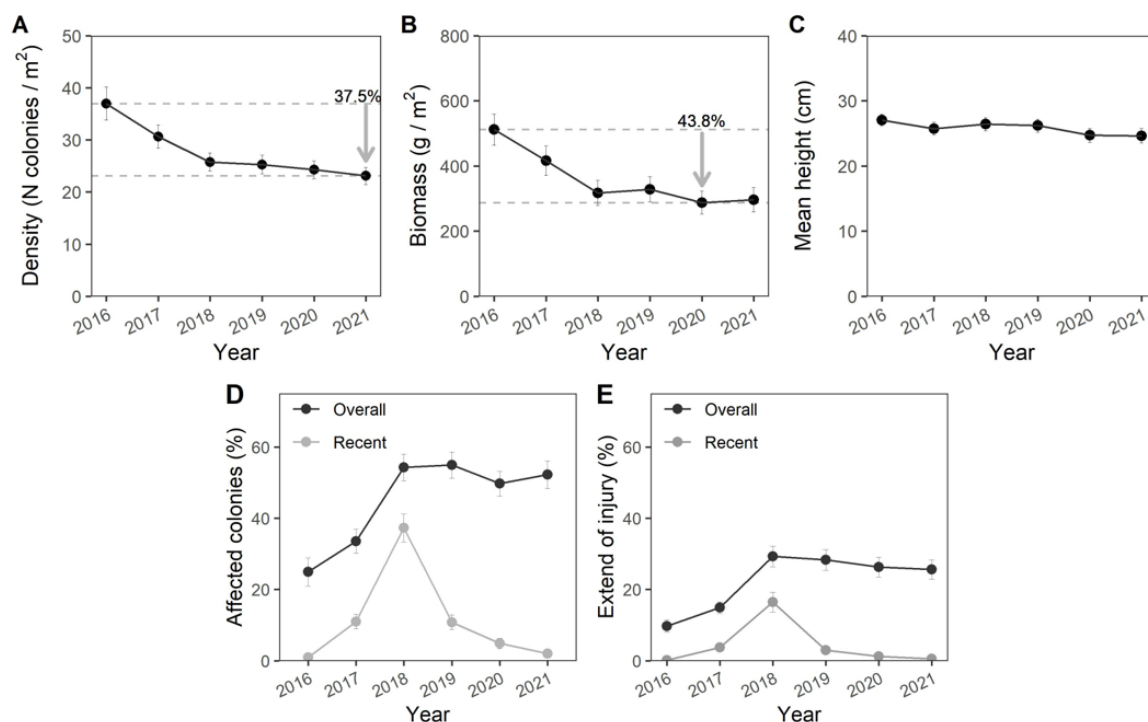 A
Density (N colonies / m²)
50
40
30
20
10
0
37.5%
2016 2017 2018 2019 2020 2021
Year
B
Biomass (g / m²)
800
600
400
200
0
43.8%
2016 2017 2018 2019 2020 2021
Year
C
Mean height (cm)
40
30
20
10
0
2016 2017 2018 2019 2020 2021
Year
D
Affected colonies (%)
60
40
20
0
Overall
Recent
2016 2017 2018 2019 2020 2021
Year
E
Extend of injury (%)
60
40
20
0
Overall
Recent
2016 2017 2018 2019 2020 2021
Year